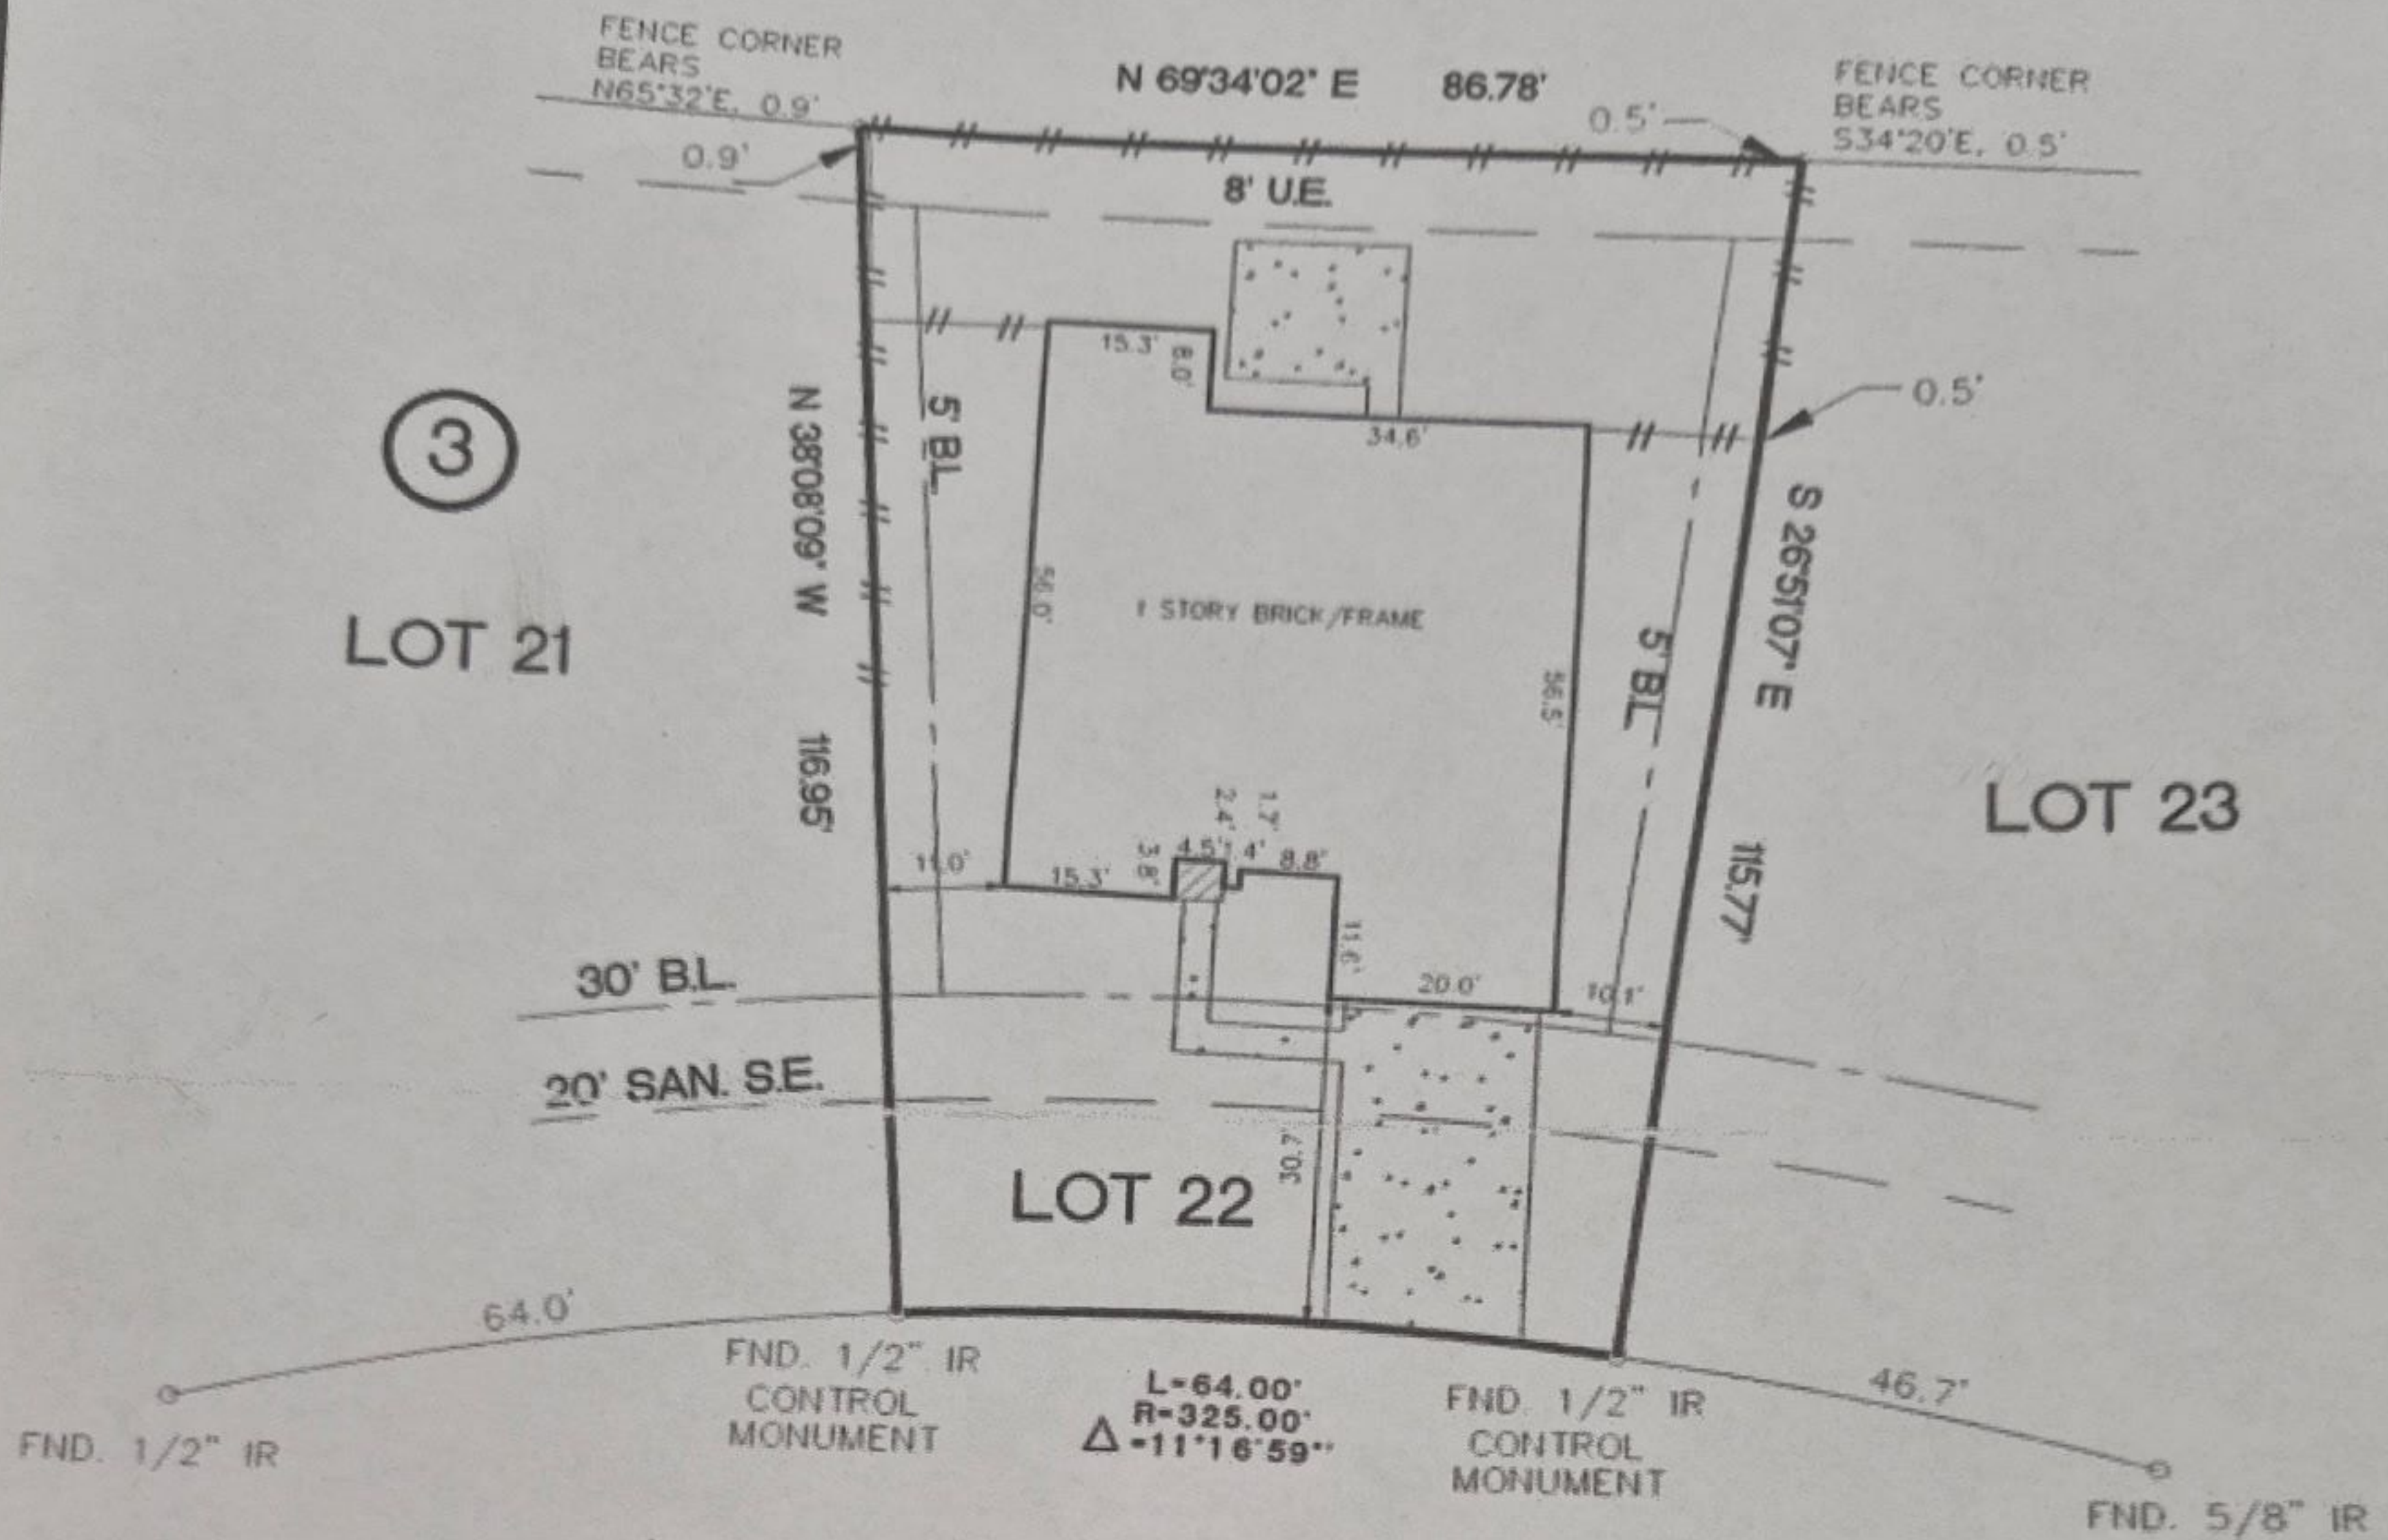 FENCE CORNER
BEARS
N65°32'E, 0.9'
N 69°34'02" E 86.78'
0.5'
FENCE CORNER
BEARS
S34°20'E, 0.5'
0.9'
8' U.E.
15.3'
8.0'
34.6'
0.5'
3
5' B.L.
N 38°08'09" W
116.95'
LOT 21
56.0'
1 STORY BRICK/FRAME
56.5'
5' B.L.
S 26°51'07" E
115.77'
LOT 23
11.0'
15.3'
3.8'
4.5'
2.4'
1.7'
8.8'
11.6'
20.0'
10.1'
30' B.L.
20' SAN. S.E.
30.7'
LOT 22
64.0'
FND. 1/2" IR
FND. 1/2" IR
CONTROL
MONUMENT
L=64.00'
R=325.00'
Δ =11°16'59"
FND. 1/2" IR
CONTROL
MONUMENT
46.7'
FND. 5/8" IR